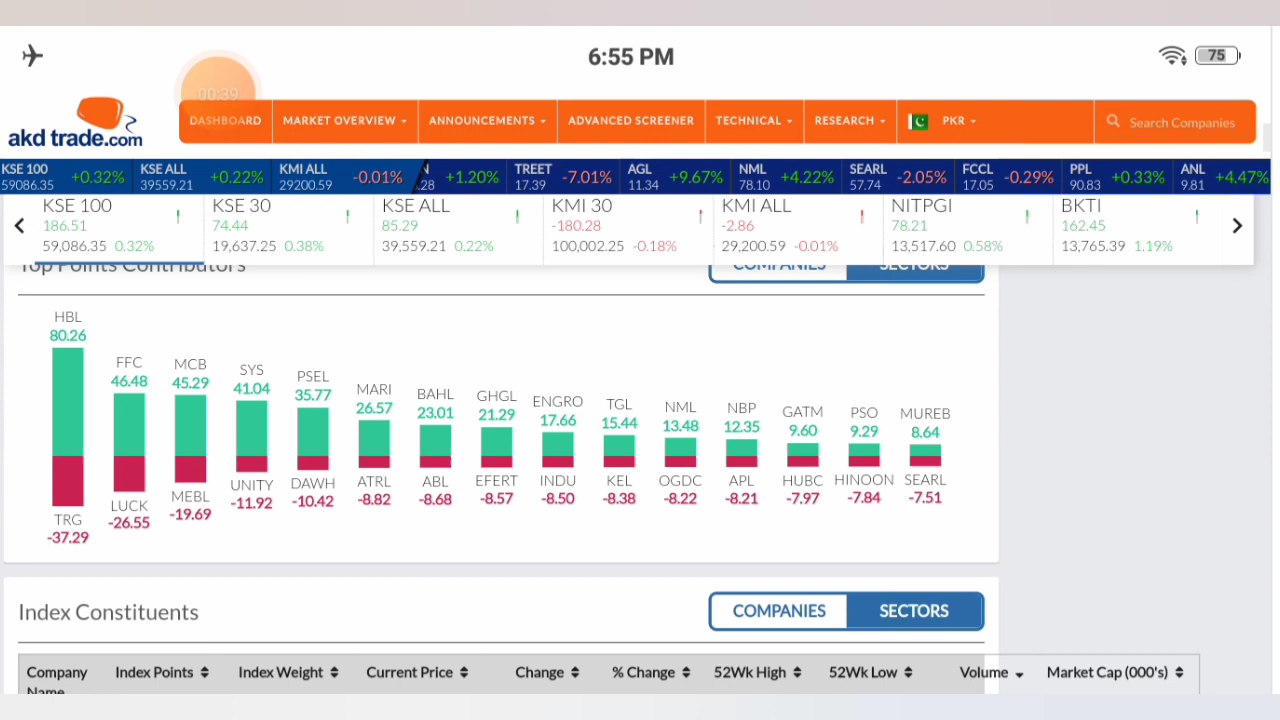 6:55 PM
75
00:39
akd trade.com
DASHBOARD MARKET OVERVIEW ANNOUNCEMENTS ADVANCED SCREENER TECHNICAL RESEARCH PKR Search Companies
KSE 100 59086.35 +0.32% KSE ALL 39559.21 +0.22% KMI ALL 29200.59 -0.01% N .28 +1.20% TREET 17.39 -7.01% AGL 11.34 +9.67% NML 78.10 +4.22% SEARL 57.74 -2.05% FCCL 17.05 -0.29% PPL 90.83 +0.33% ANL 9.81 +4.47%
KSE 100 KSE 30 KSE ALL KMI 30 KMI ALL NITPGI BKTI
186.51 74.44 85.29 -180.28 -2.86 78.21 162.45
59,086.35 0.32% 19,637.25 0.38% 39,559.21 0.22% 100,002.25 -0.18% 29,200.59 -0.01% 13,517.60 0.58% 13,765.39 1.19%
Top Points Contributors COMPANIES SECTORS
HBL FFC MCB SYS PSEL MARI BAHL GHGL ENGRO TGL NML NBP GATM PSO MUREB
80.26 46.48 45.29 41.04 35.77 26.57 23.01 21.29 17.66 15.44 13.48 12.35 9.60 9.29 8.64
TRG LUCK MEBL UNITY DAWH ATRL ABL EFERT INDU KEL OGDC APL HUBC HINOON SEARL
-37.29 -26.55 -19.69 -11.92 -10.42 -8.82 -8.68 -8.57 -8.50 -8.38 -8.22 -8.21 -7.97 -7.84 -7.51
Index Constituents COMPANIES SECTORS
Company Index Points Index Weight Current Price Change % Change 52Wk High 52Wk Low Volume Market Cap (000's)
Name